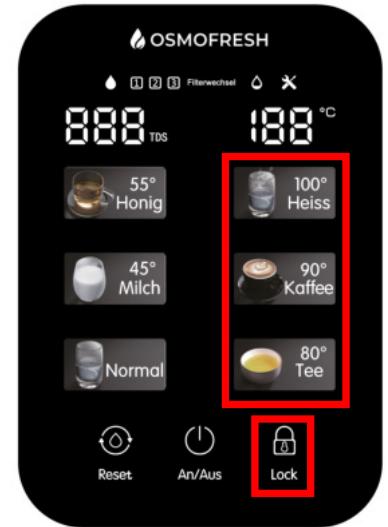 OSMOFRESH
1 2 3 Filterwechsel
888 TDS
188 °C
55°
Honig
100°
Heiss
45°
Milch
90°
Kaffee
Normal
80°
Tee
Reset
An/Aus
Lock